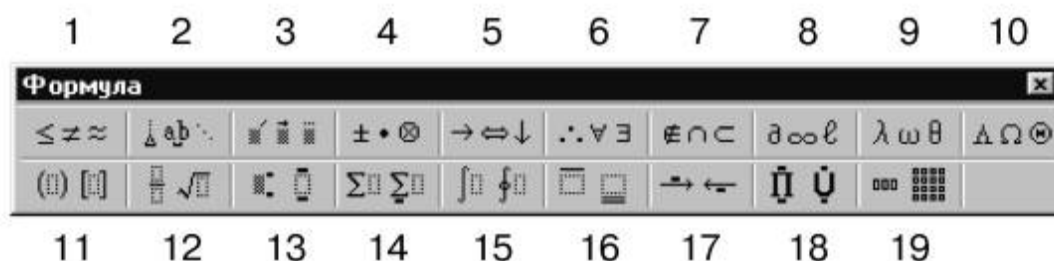 1 2 3 4 5 6 7 8 9 10
Формула
≤ ≠ ≈ a b ⋱ ± • ⊗ → ⇔ ↓ ∴ ∀ ∃ ∉ ∩ ⊂ ∂ ∞ ℓ λ ω θ Λ Ω Θ
(▯) [▯] √▯ Σ▯ Σ▯ ∫▯ ∮▯ → ← Π U
11 12 13 14 15 16 17 18 19